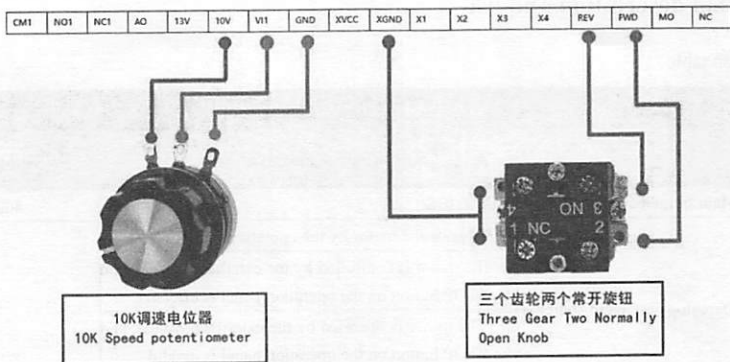 CM1 NO1 NC1 AO 13V 10V VI1 GND XVCC XGND X1 X2 X3 X4 REV FWD MO NC
4 NO 3
1 NC 2
10K调速电位器
10K Speed potentiometer
三个齿轮两个常开旋钮
Three Gear Two Normally
Open Knob